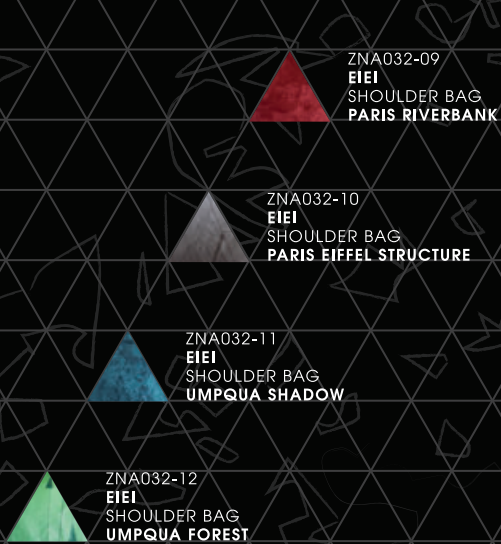 ZNA032-09
EIEI
SHOULDER BAG
PARIS RIVERBANK
ZNA032-10
EIEI
SHOULDER BAG
PARIS EIFFEL STRUCTURE
ZNA032-11
EIEI
SHOULDER BAG
UMPQUA SHADOW
ZNA032-12
EIEI
SHOULDER BAG
UMPQUA FOREST